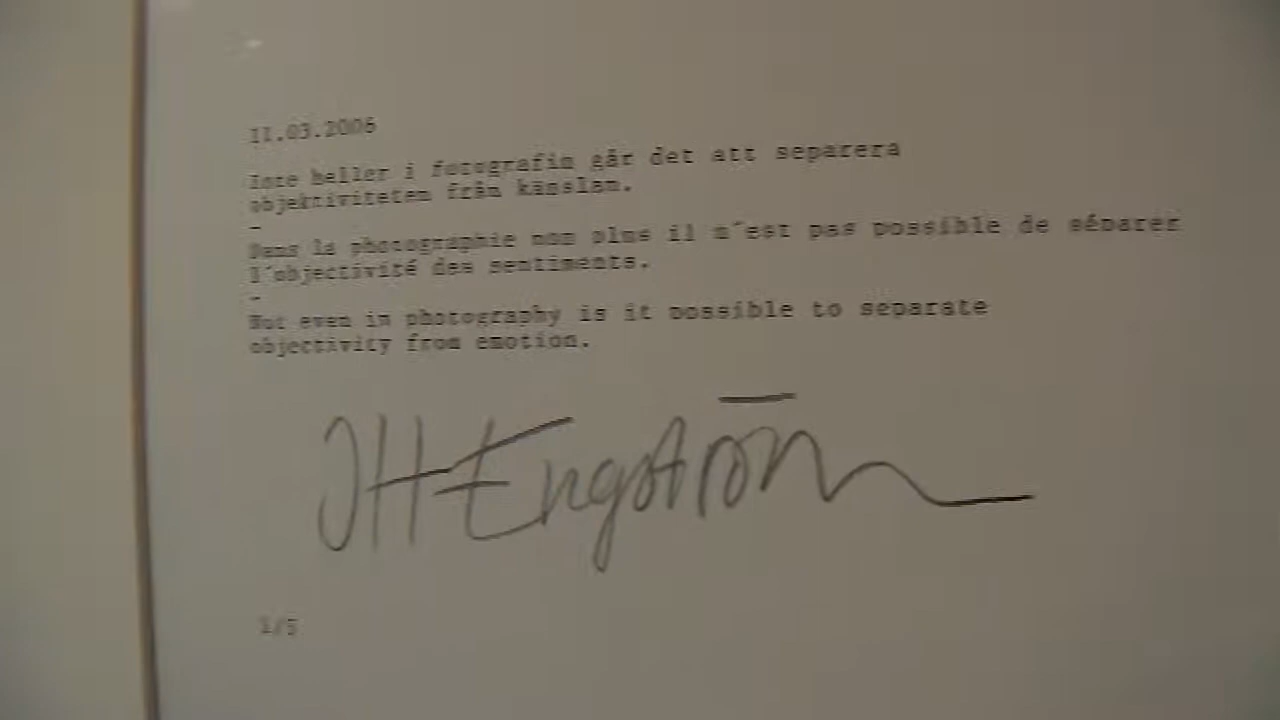 11.03.2006
Inte heller i fotografin går det att separera
objektiviteten från känslan.
-
Dans la photographie non plus il n´est pas possible de séparer
l´objectivité des sentiments.
-
Not even in photography is it possible to separate
objectivity from emotion.
JH Engström
1/5